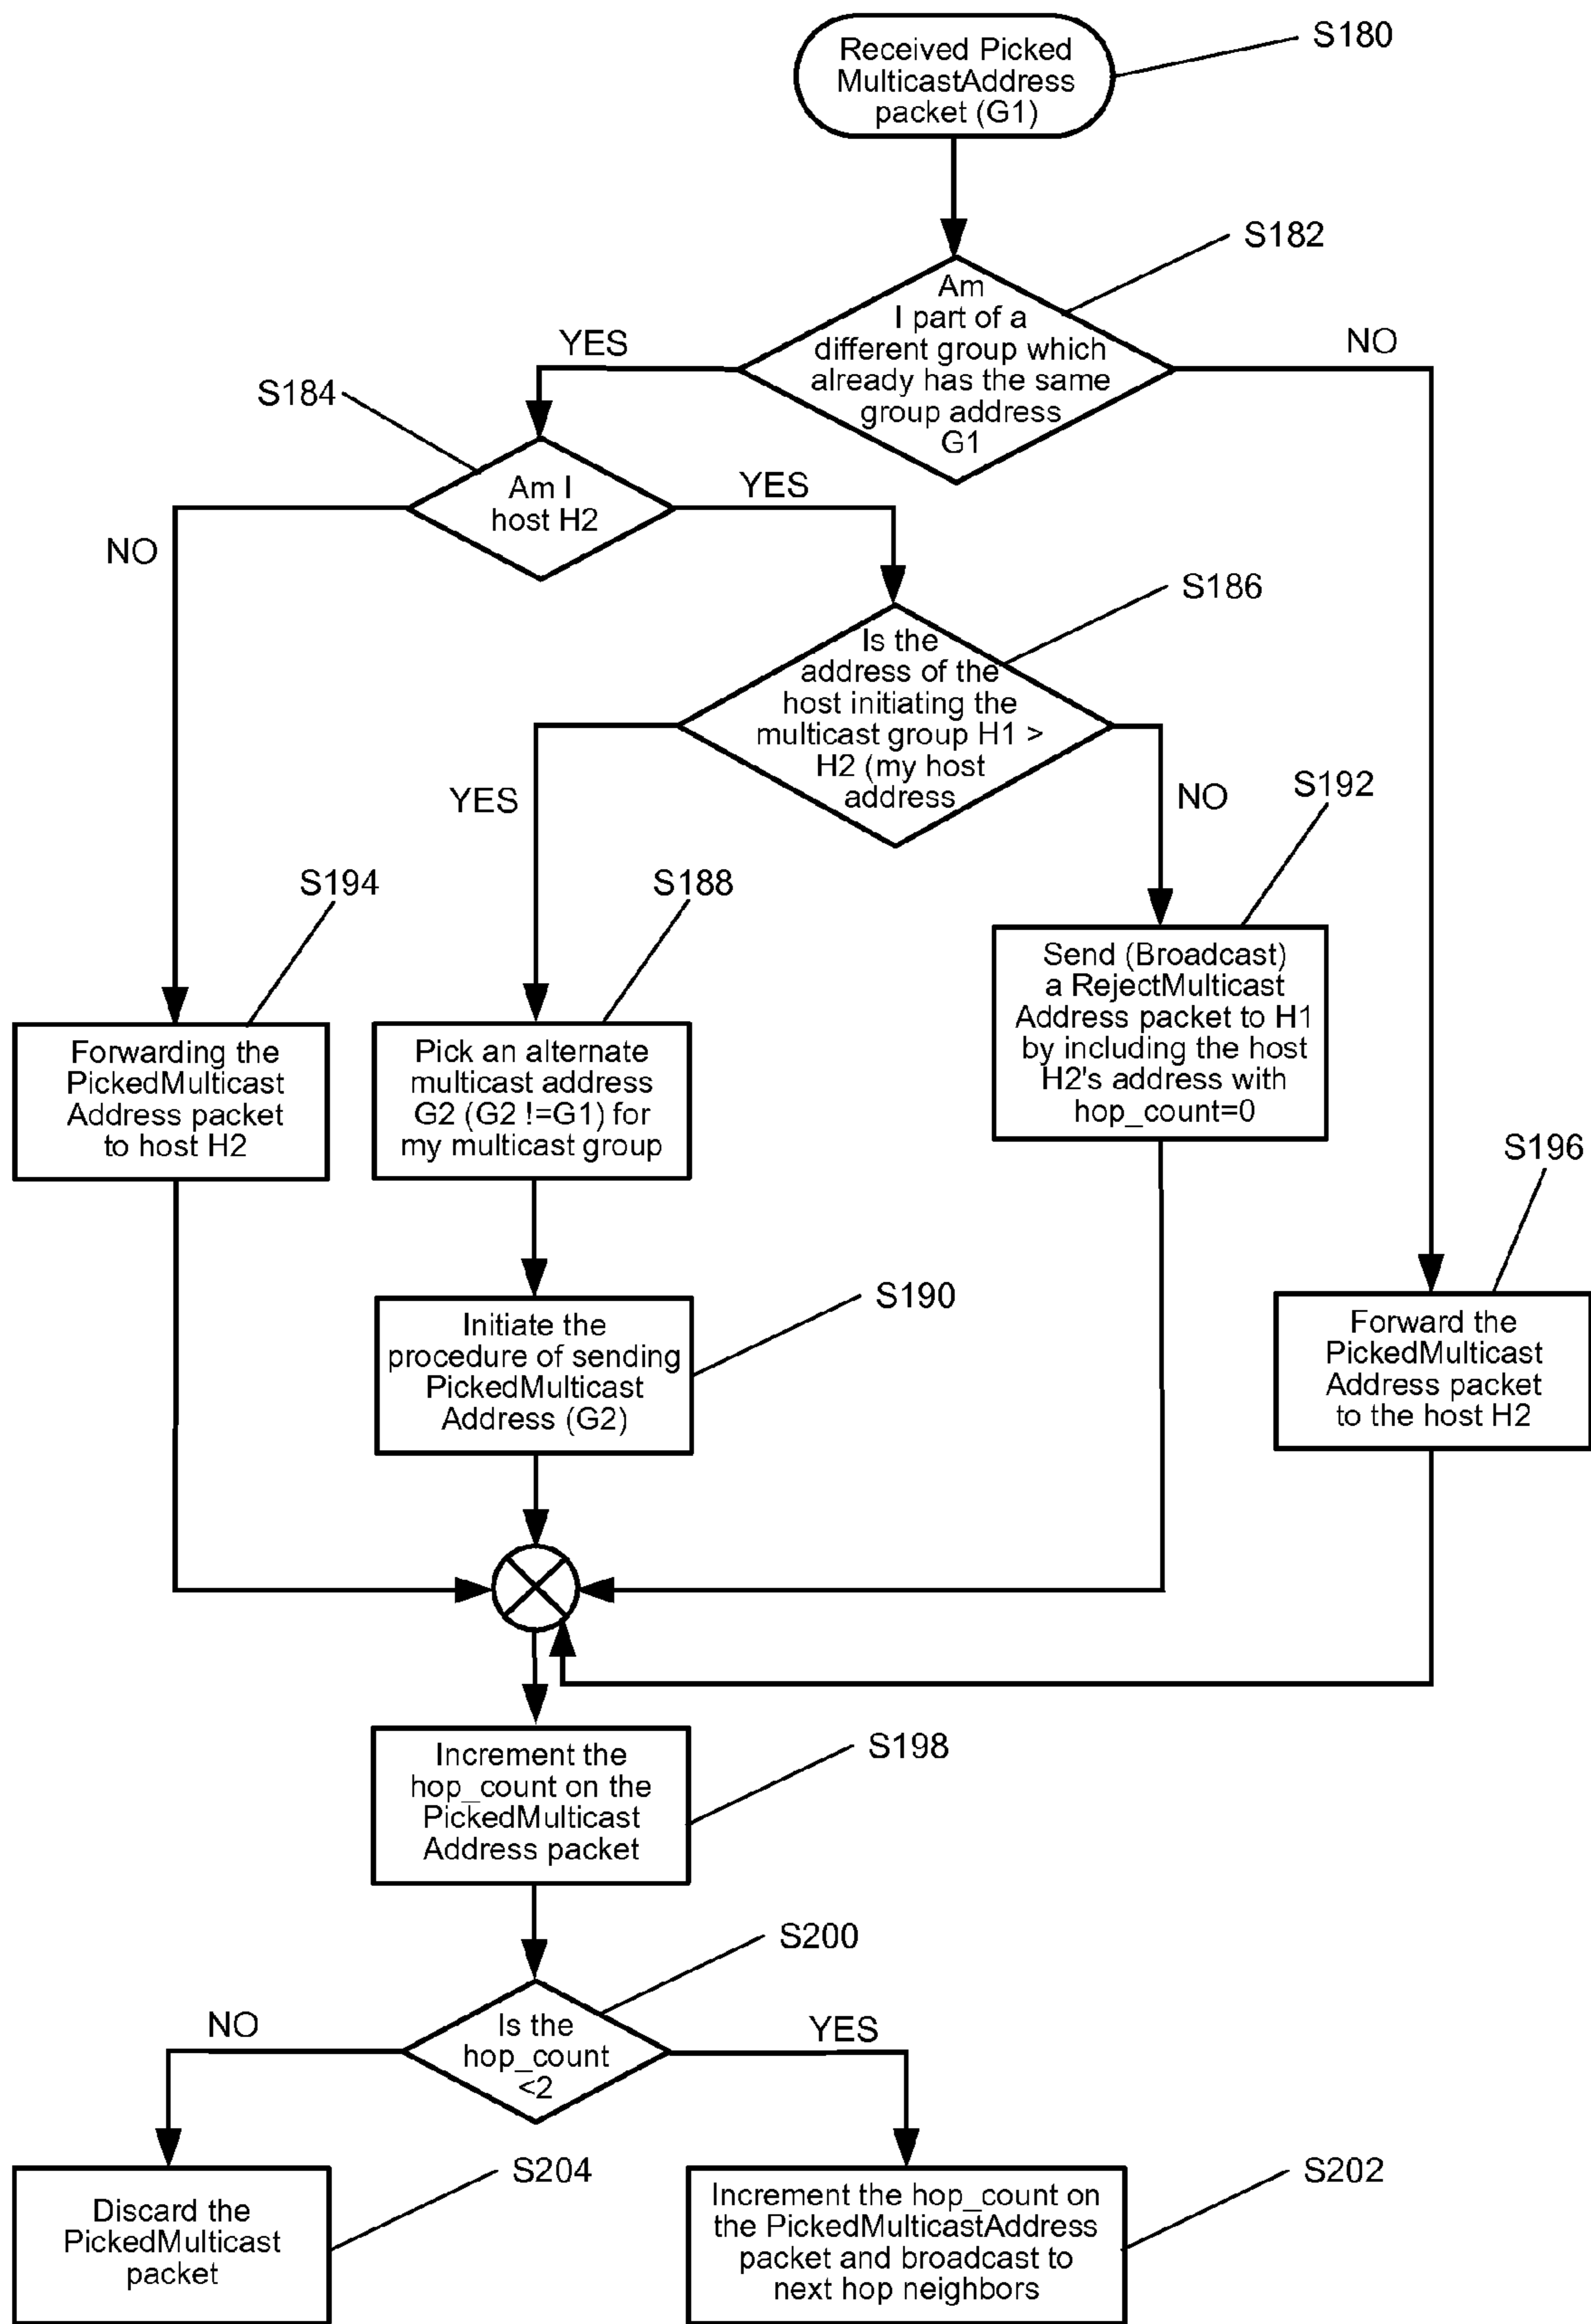 Received Picked
MulticastAddress
packet (G1)
S180
S182
Am
I part of a
different group which
already has the same
group address
G1
YES
NO
S184
Am I
host H2
YES
NO
S186
Is the
address of the
host initiating the
multicast group H1 >
H2 (my host
address
YES
NO
S192
S194
S188
Send (Broadcast)
a RejectMulticast
Address packet to H1
by including the host
H2's address with
hop_count=0
Forwarding the
PickedMulticast
Address packet
to host H2
Pick an alternate
multicast address
G2 (G2 !=G1) for
my multicast group
S196
S190
Initiate the
procedure of sending
PickedMulticast
Address (G2)
Forward the
PickedMulticast
Address packet
to the host H2
Increment the
hop_count on the
PickedMulticast
Address packet
S198
S200
Is the
hop_count
<2
NO
YES
S204
S202
Discard the
PickedMulticast
packet
Increment the hop_count on
the PickedMulticastAddress
packet and broadcast to
next hop neighbors